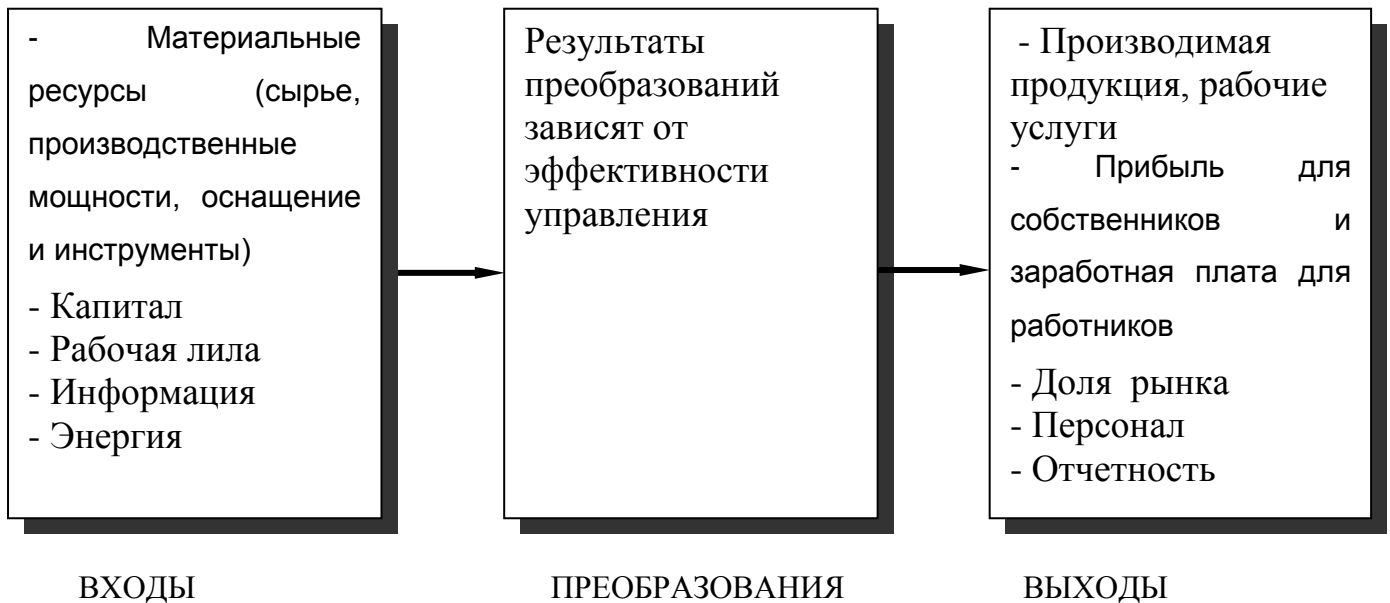 - Материальные
ресурсы (сырье,
производственные
мощности, оснащение
и инструменты)
- Капитал
- Рабочая лила
- Информация
- Энергия
Результаты
преобразований
зависят от
эффективности
управления
- Производимая
продукция, рабочие
услуги
- Прибыль для
собственников и
заработная плата для
работников
- Доля рынка
- Персонал
- Отчетность
ВХОДЫ
ПРЕОБРАЗОВАНИЯ
ВЫХОДЫ